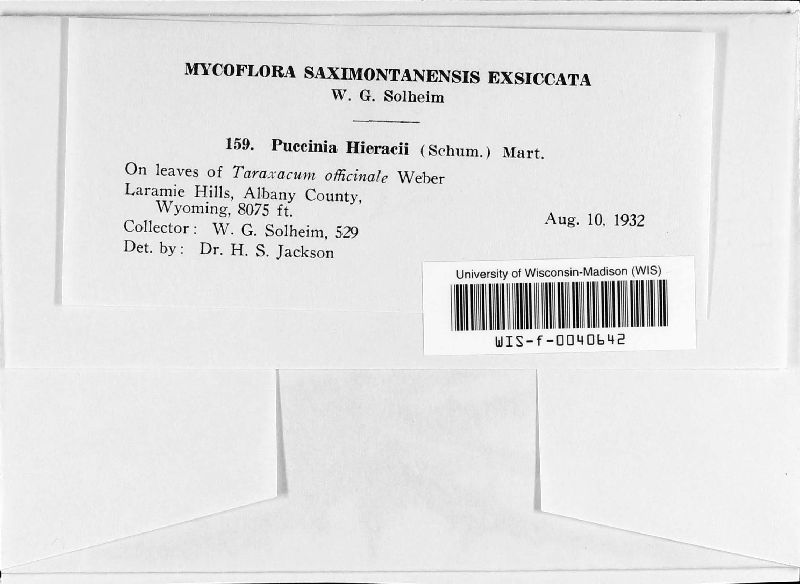 MYCOFLORA SAXIMONTANENSIS EXSICCATA
W. G. Solheim
159. Puccinia Hieracii (Schum.) Mart.
On leaves of Taraxacum officinale Weber
Laramie Hills, Albany County,
Wyoming, 8075 ft.
Aug. 10, 1932
Collector: W. G. Solheim, 529
Det. by: Dr. H. S. Jackson
University of Wisconsin-Madison (WIS)
WIS-f-0040642